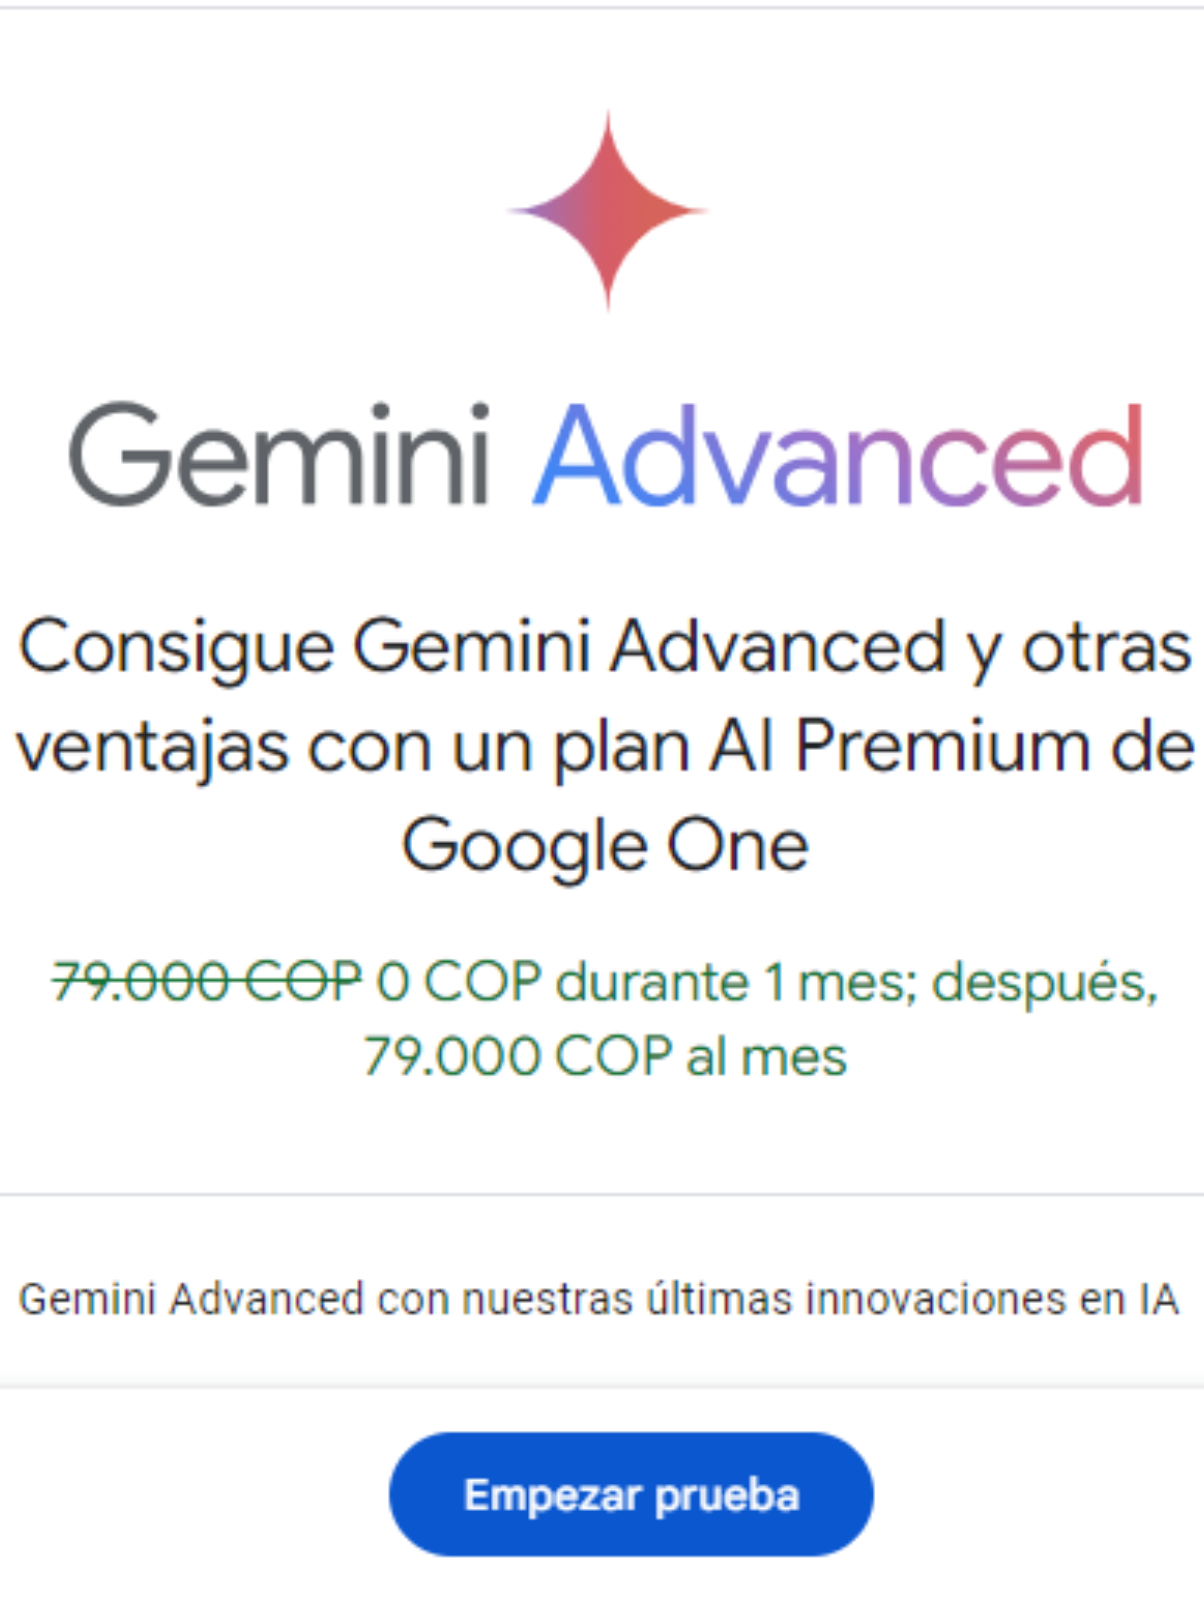 Gemini Advanced
Consigue Gemini Advanced y otras
ventajas con un plan AI Premium de
Google One
79.000 COP 0 COP durante 1 mes; después,
79.000 COP al mes
Gemini Advanced con nuestras últimas innovaciones en IA
Empezar prueba